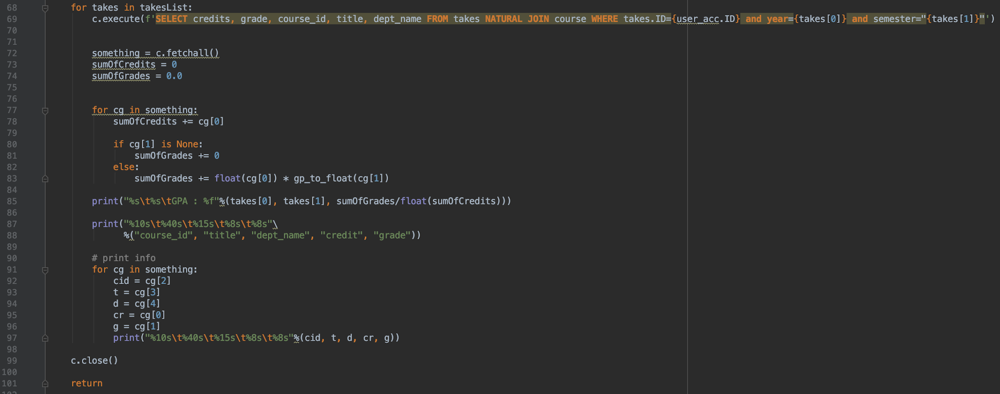 68 for takes in takesList:
69 c.execute(f'SELECT credits, grade, course_id, title, dept_name FROM takes NATURAL JOIN course WHERE takes.ID={user_acc.ID} and year={takes[0]} and semester="{takes[1]}"')
70
71
72 something = c.fetchall()
73 sumOfCredits = 0
74 sumOfGrades = 0.0
75
76
77 for cg in something:
78 sumOfCredits += cg[0]
79
80 if cg[1] is None:
81 sumOfGrades += 0
82 else:
83 sumOfGrades += float(cg[0]) * gp_to_float(cg[1])
84
85 print("%s\t%s\tGPA : %f"%(takes[0], takes[1], sumOfGrades/float(sumOfCredits)))
86
87 print("%10s\t%40s\t%15s\t%8s\t%8s"\
88 %("course_id", "title", "dept_name", "credit", "grade"))
89
90 # print info
91 for cg in something:
92 cid = cg[2]
93 t = cg[3]
94 d = cg[4]
95 cr = cg[0]
96 g = cg[1]
97 print("%10s\t%40s\t%15s\t%8s\t%8s"%(cid, t, d, cr, g))
98
99 c.close()
100
101 return
102